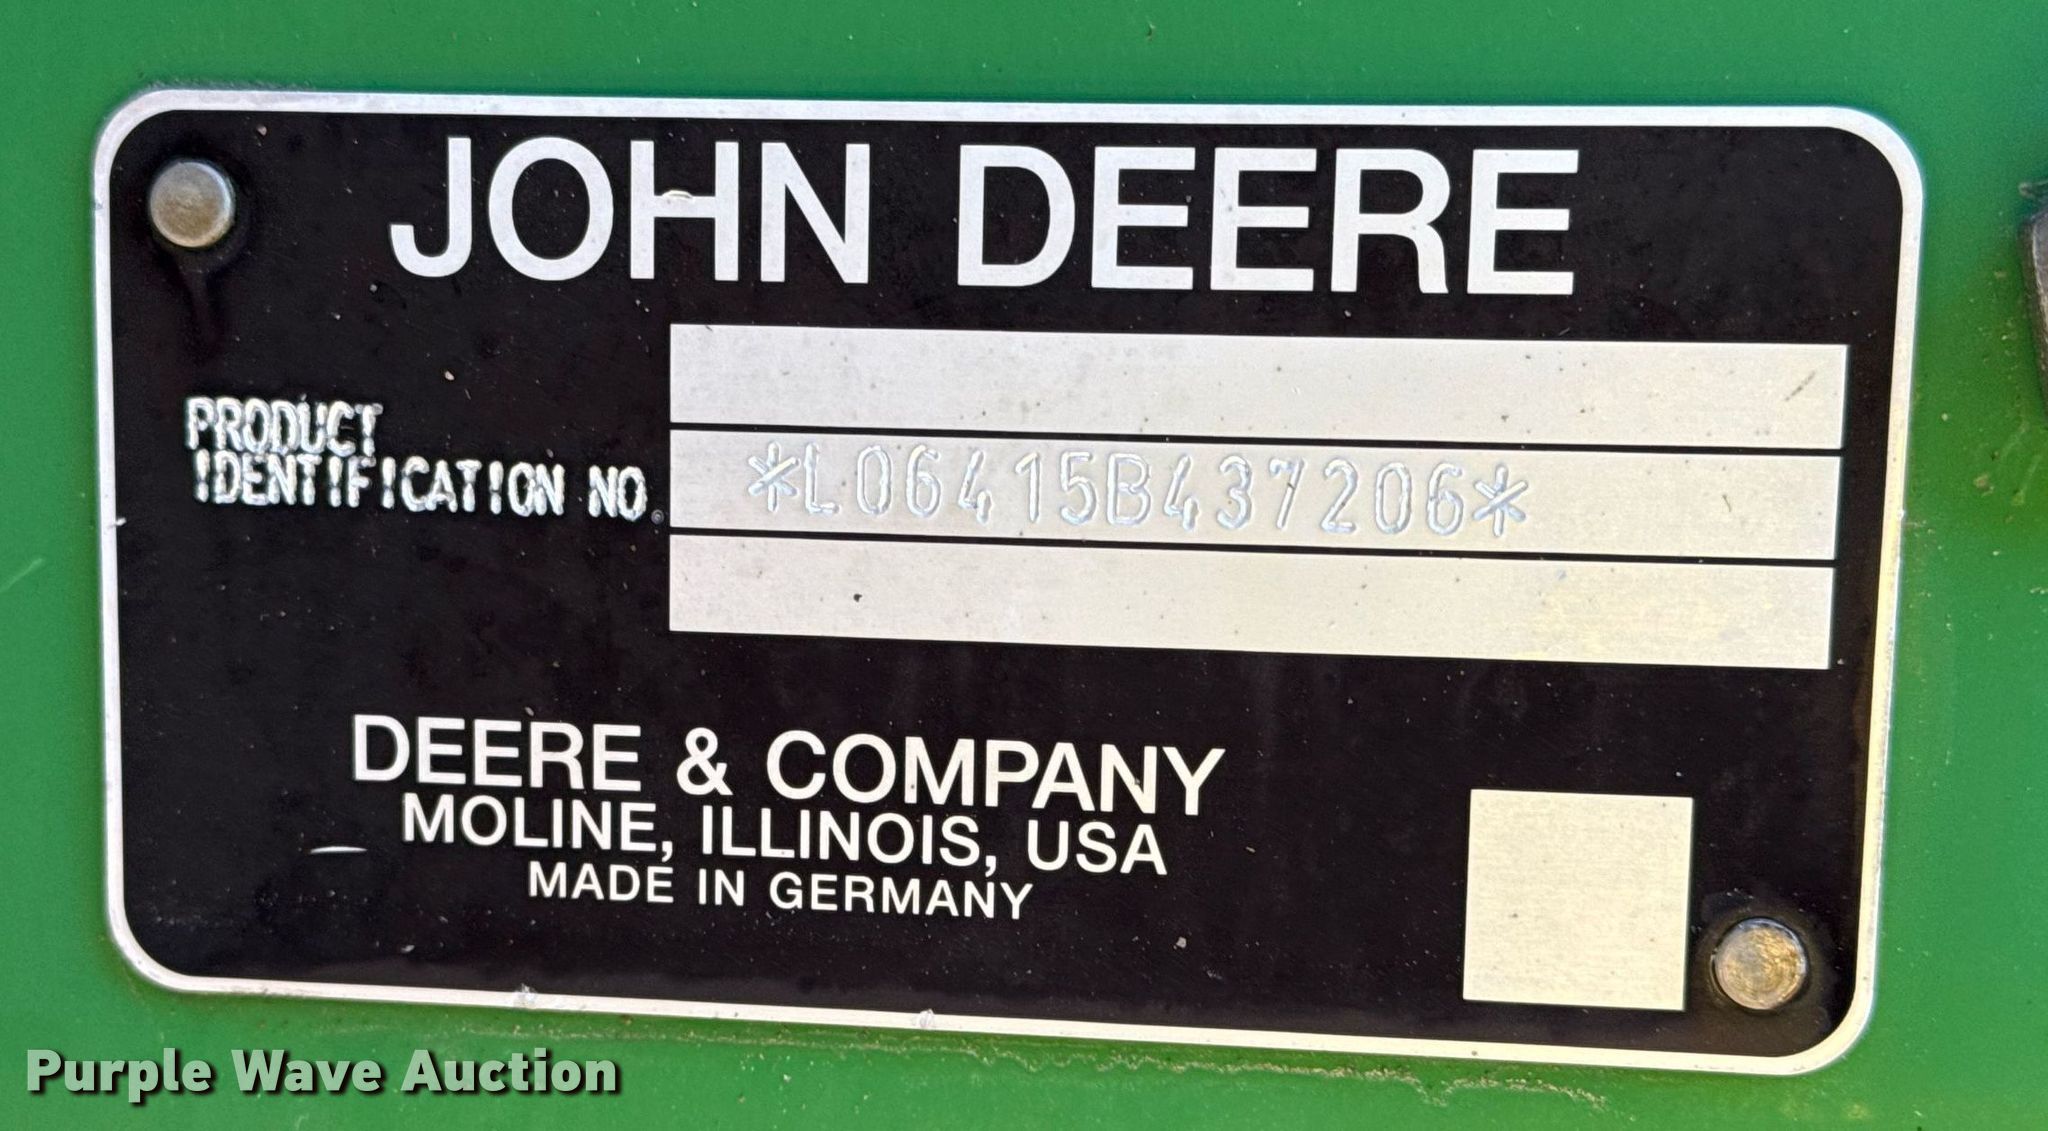 JOHN DEERE
PRODUCT
IDENTIFICATION NO.
*L06415B437206*
DEERE & COMPANY
MOLINE, ILLINOIS, USA
MADE IN GERMANY
Purple Wave Auction